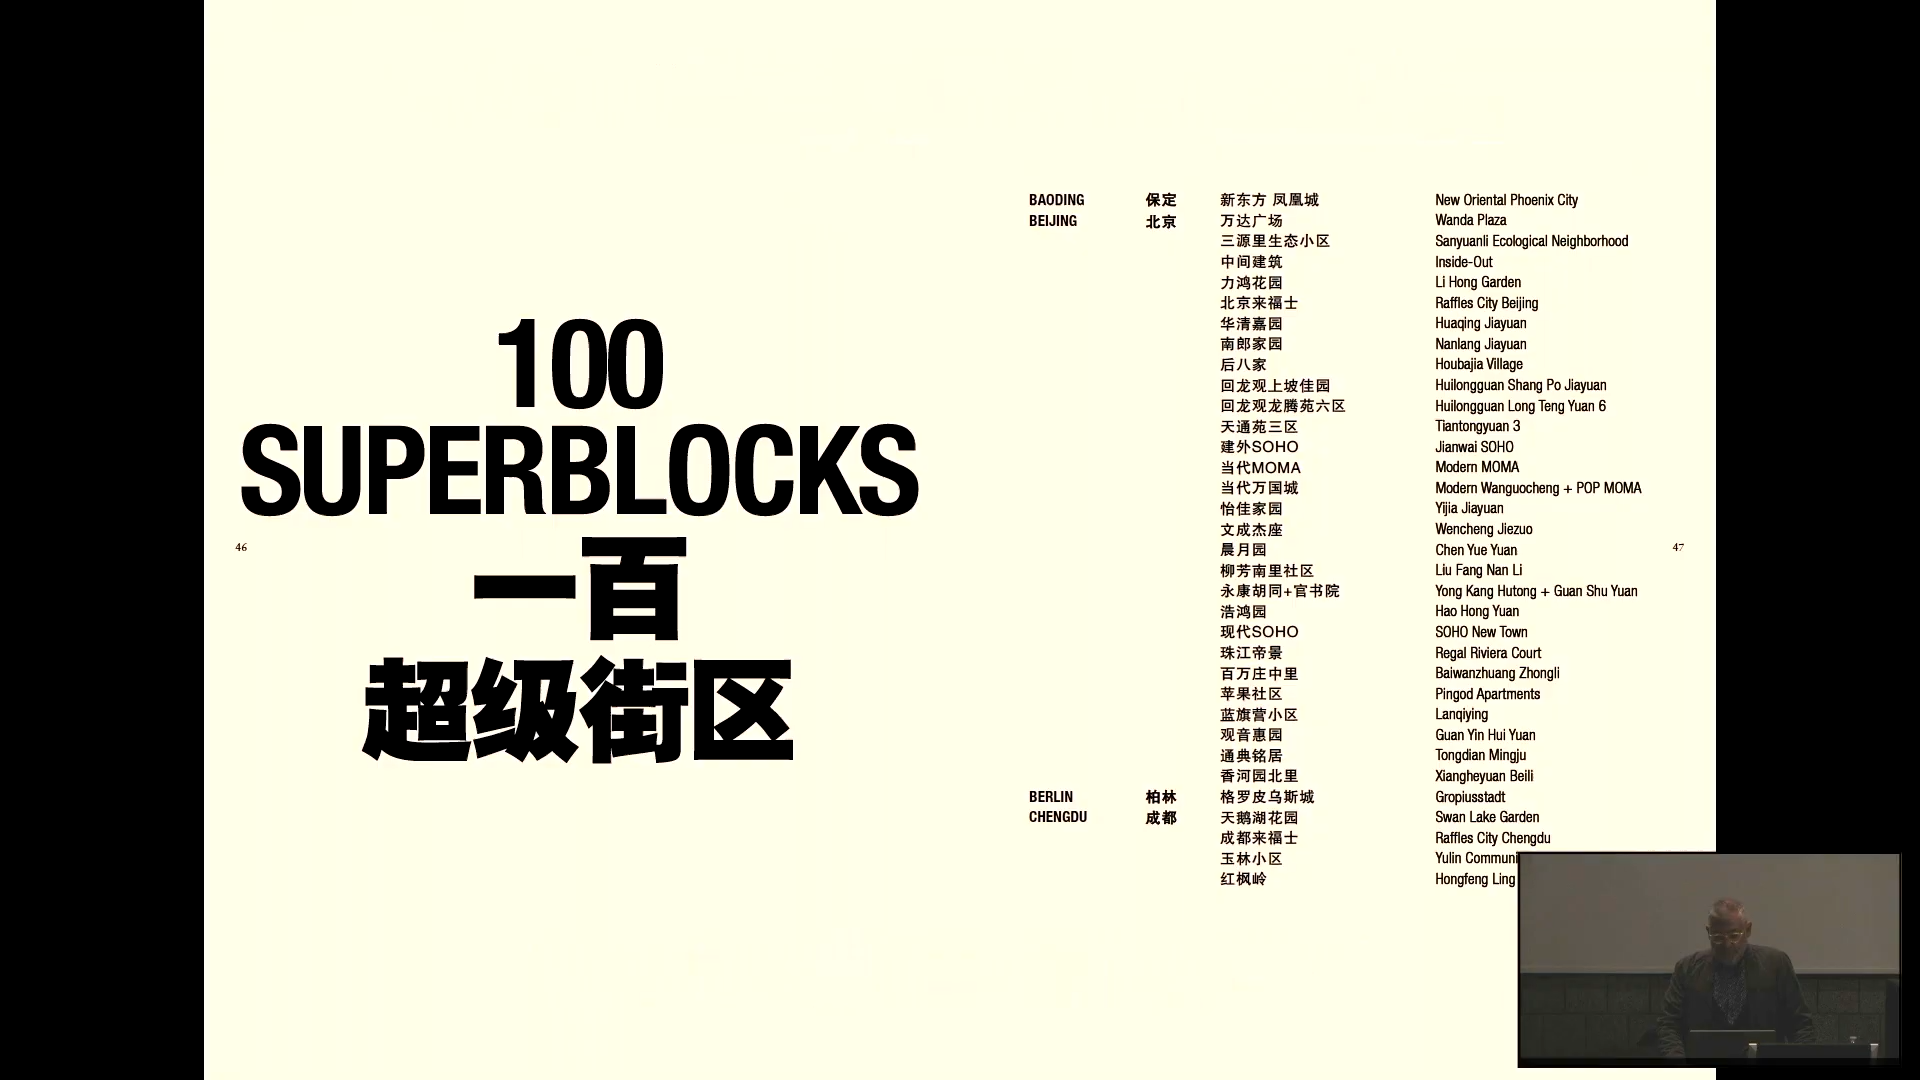 100
SUPERBLOCKS
一百
超级街区
46
BAODING 保定 新东方 凤凰城 New Oriental Phoenix City
BEIJING 北京 万达广场 Wanda Plaza
三源里生态小区 Sanyuanli Ecological Neighborhood
中间建筑 Inside-Out
力鸿花园 Li Hong Garden
北京来福士 Raffles City Beijing
华清嘉园 Huaqing Jiayuan
南郎家园 Nanlang Jiayuan
后八家 Houbajia Village
回龙观上坡佳园 Huilongguan Shang Po Jiayuan
回龙观龙腾苑六区 Huilongguan Long Teng Yuan 6
天通苑三区 Tiantongyuan 3
建外SOHO Jianwai SOHO
当代MOMA Modern MOMA
当代万国城 Modern Wanguocheng + POP MOMA
怡佳家园 Yijia Jiayuan
文成杰座 Wencheng Jiezuo
晨月园 Chen Yue Yuan
柳芳南里社区 Liu Fang Nan Li
永康胡同+官书院 Yong Kang Hutong + Guan Shu Yuan
浩鸿园 Hao Hong Yuan
现代SOHO SOHO New Town
珠江帝景 Regal Riviera Court
百万庄中里 Baiwanzhuang Zhongli
苹果社区 Pingod Apartments
蓝旗营小区 Lanqiying
观音惠园 Guan Yin Hui Yuan
通典铭居 Tongdian Mingju
香河园北里 Xiangheyuan Beili
BERLIN 柏林 格罗皮乌斯城 Gropiusstadt
CHENGDU 成都 天鹅湖花园 Swan Lake Garden
成都来福士 Raffles City Chengdu
玉林小区 Yulin
红枫岭 Hongfeng Ling
47